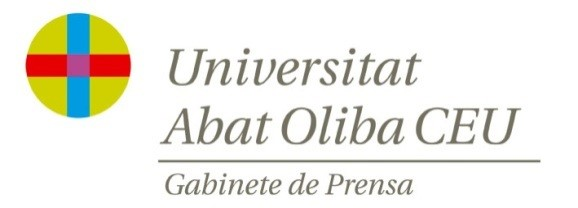 Universitat
Abat Oliba CEU
Gabinete de Prensa